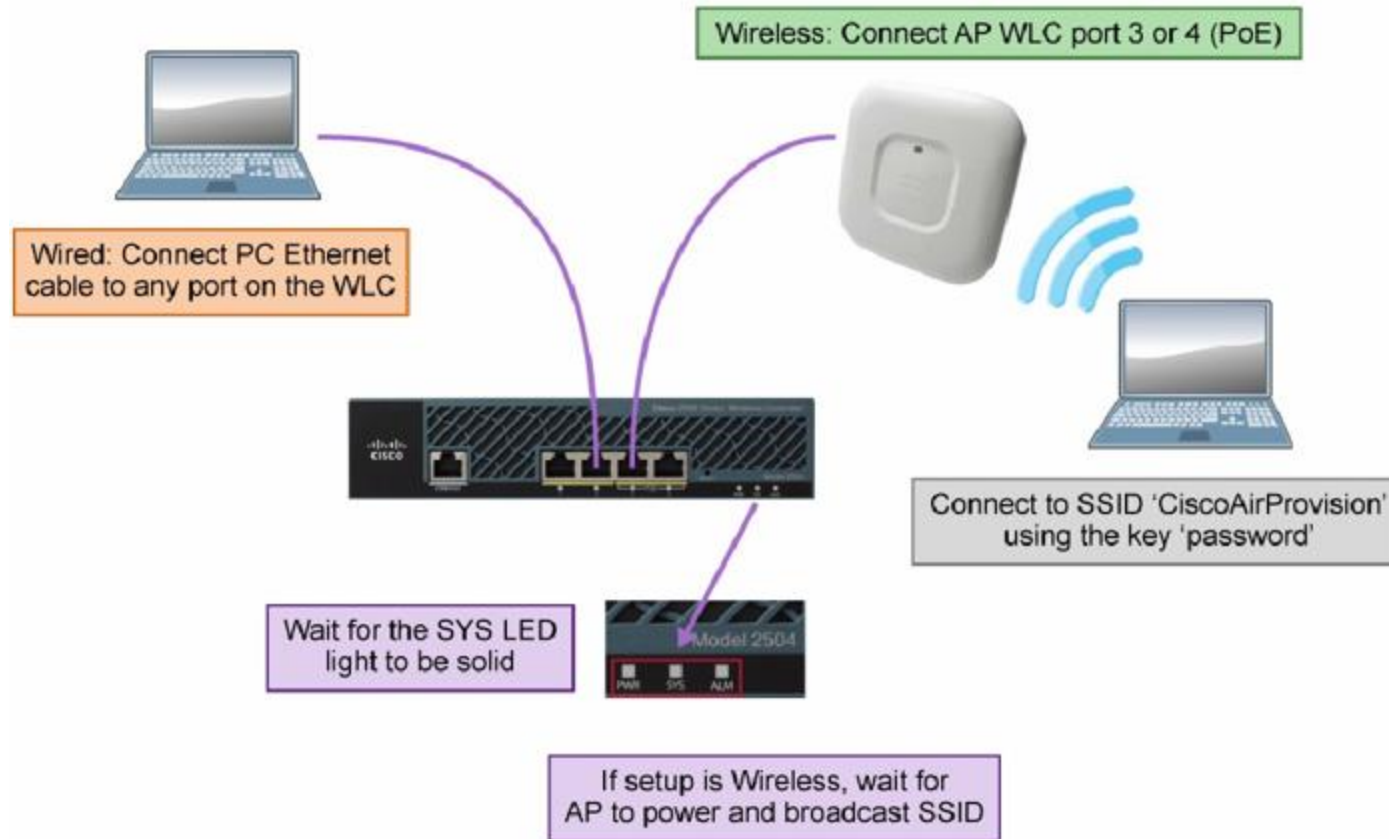 Wireless: Connect AP WLC port 3 or 4 (PoE)
Wired: Connect PC Ethernet
cable to any port on the WLC
CISCO
Connect to SSID ‘CiscoAirProvision’
using the key ‘password’
Wait for the SYS LED
light to be solid
Model 2504
PWR SYS ALM
If setup is Wireless, wait for
AP to power and broadcast SSID